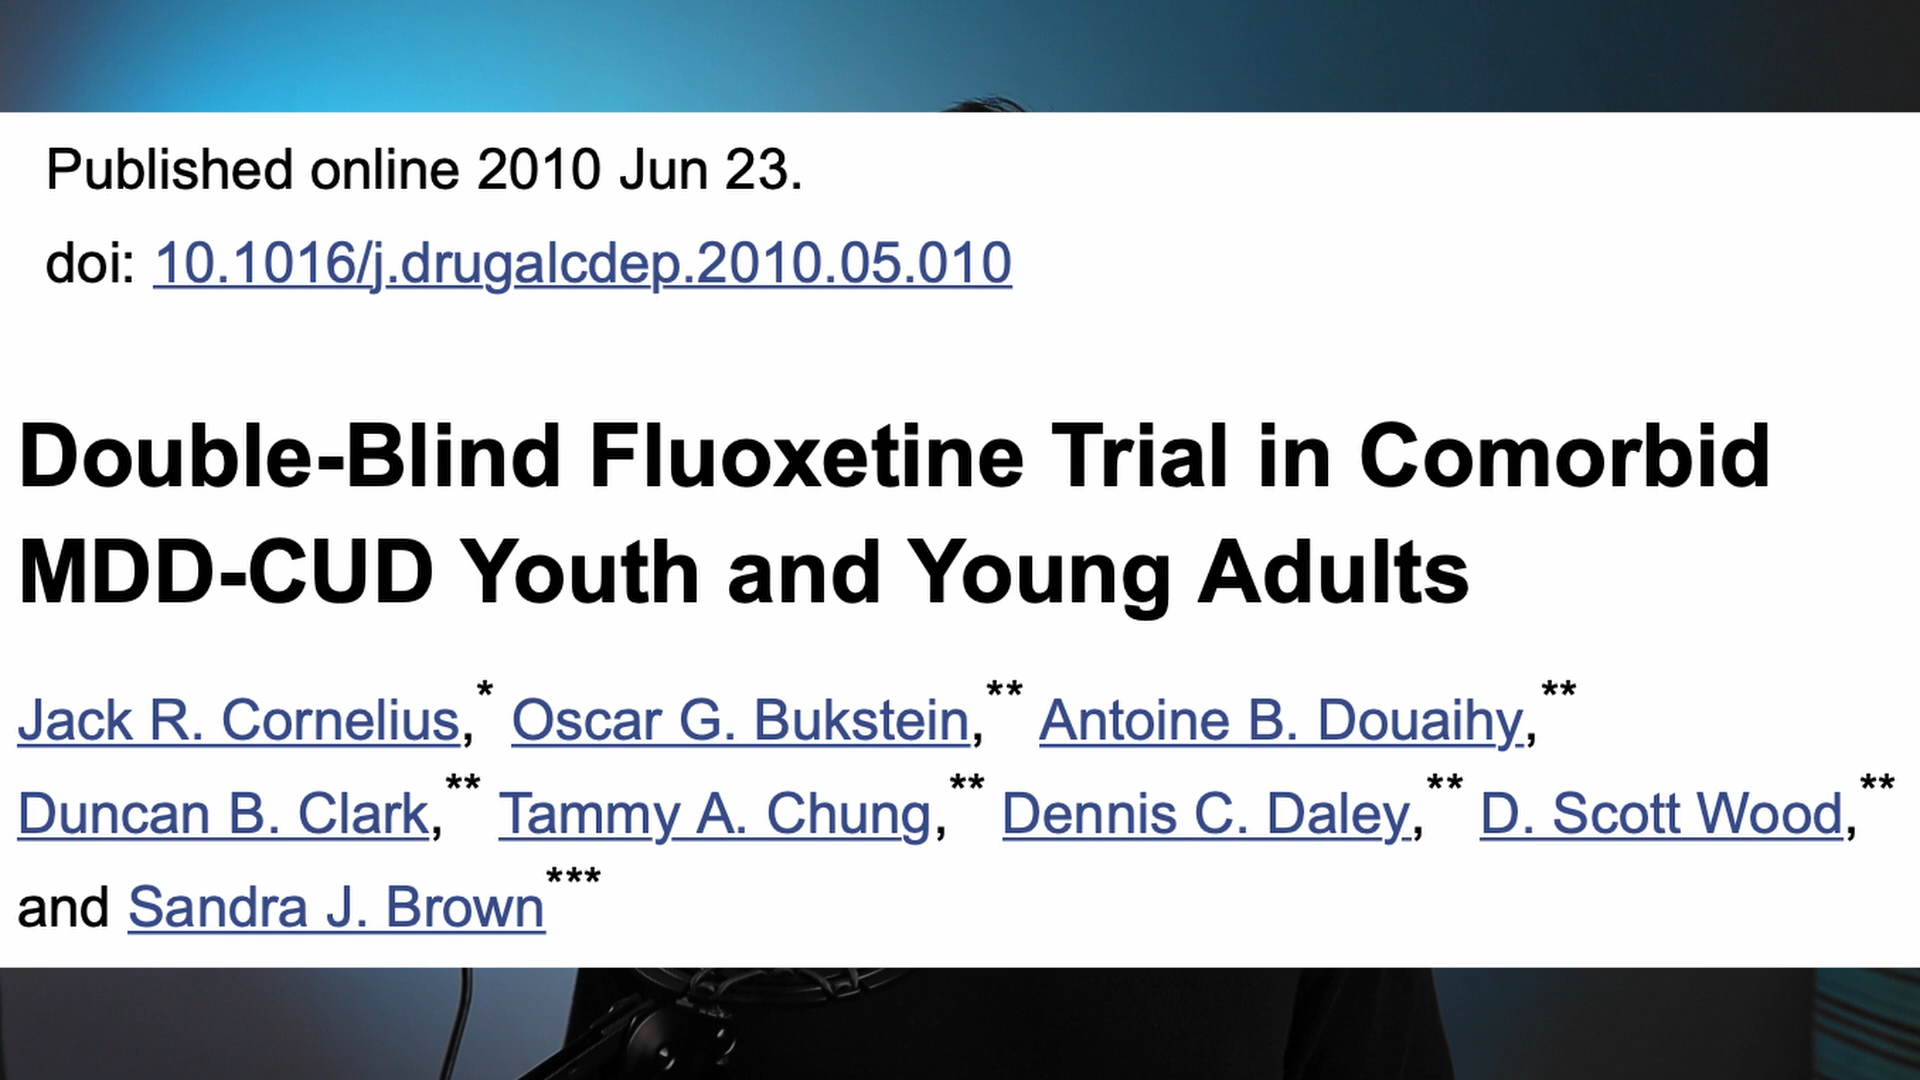 Published online 2010 Jun 23.
doi: 10.1016/j.drugalcdep.2010.05.010
Double-Blind Fluoxetine Trial in Comorbid
MDD-CUD Youth and Young Adults
Jack R. Cornelius,* Oscar G. Bukstein,** Antoine B. Douaihy,**
Duncan B. Clark,** Tammy A. Chung,** Dennis C. Daley,** D. Scott Wood,**
and Sandra J. Brown***